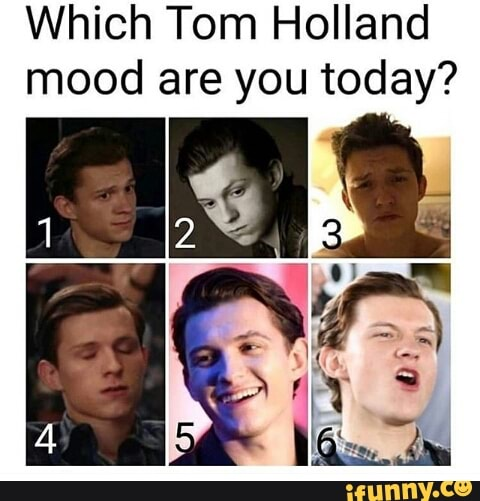 Which Tom Holland
mood are you today?
1 2 3
4 5 6
ifunny.co